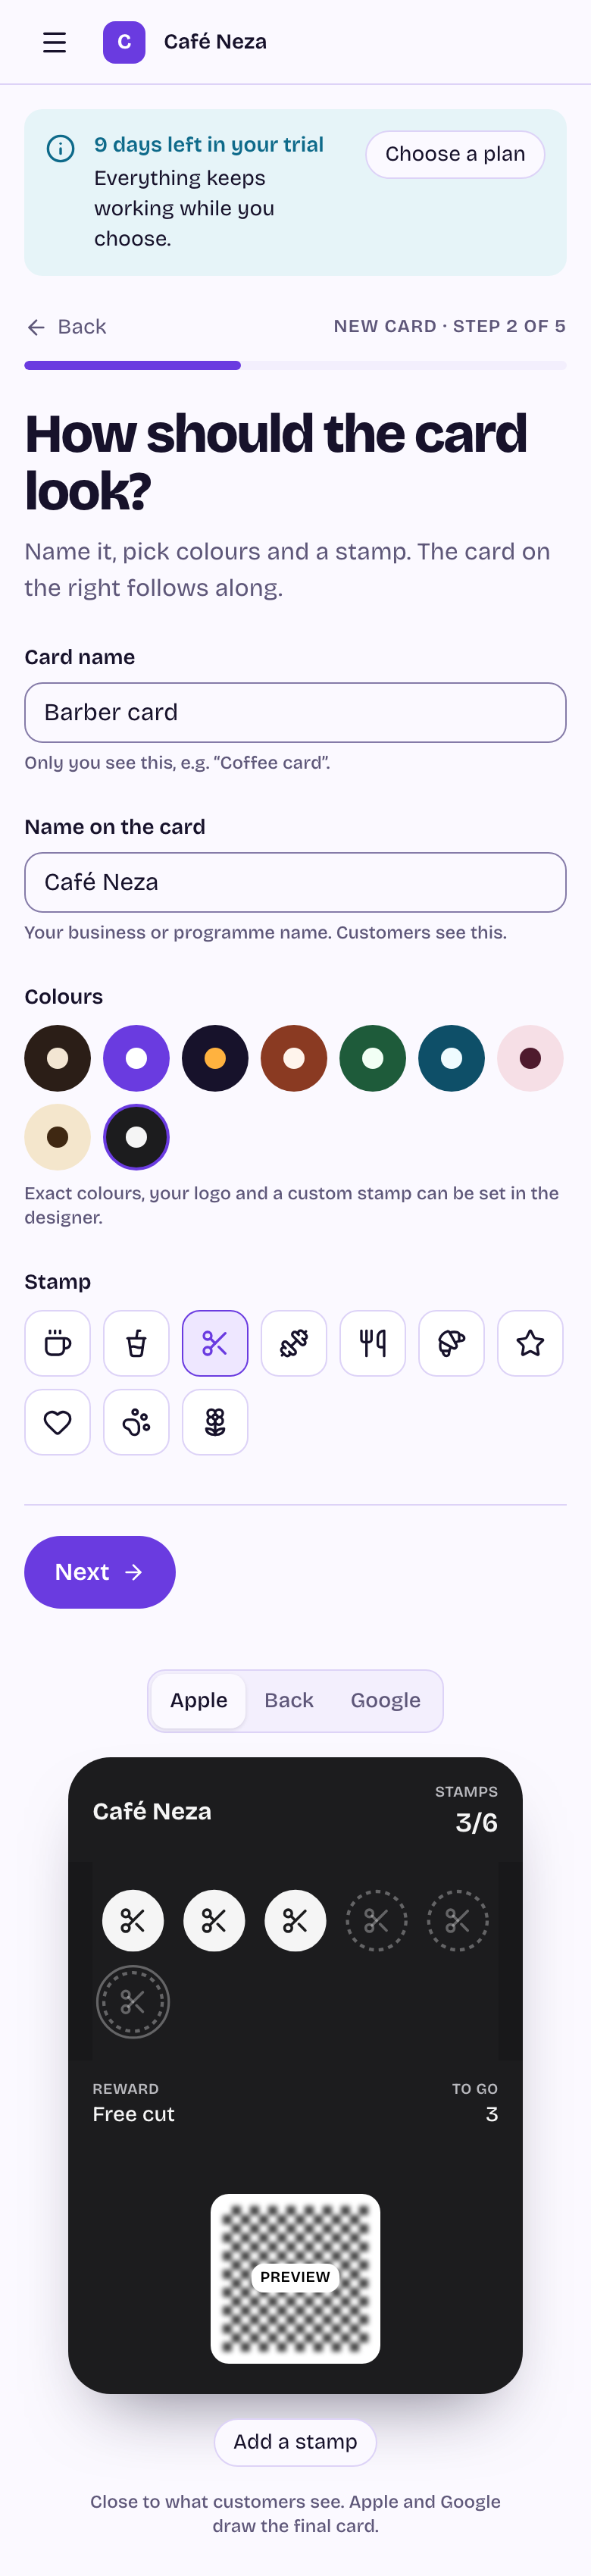 C
Café Neza
9 days left in your trial
Everything keeps
working while you
choose.
Choose a plan
Back
NEW CARD · STEP 2 OF 5
How should the card
look?
Name it, pick colours and a stamp. The card on
the right follows along.
Card name
Barber card
Only you see this, e.g. “Coffee card”.
Name on the card
Café Neza
Your business or programme name. Customers see this.
Colours
Exact colours, your logo and a custom stamp can be set in the
designer.
Stamp
Next
Apple
Back
Google
Café Neza
STAMPS
3/6
REWARD
Free cut
TO GO
3
PREVIEW
Add a stamp
Close to what customers see. Apple and Google
draw the final card.